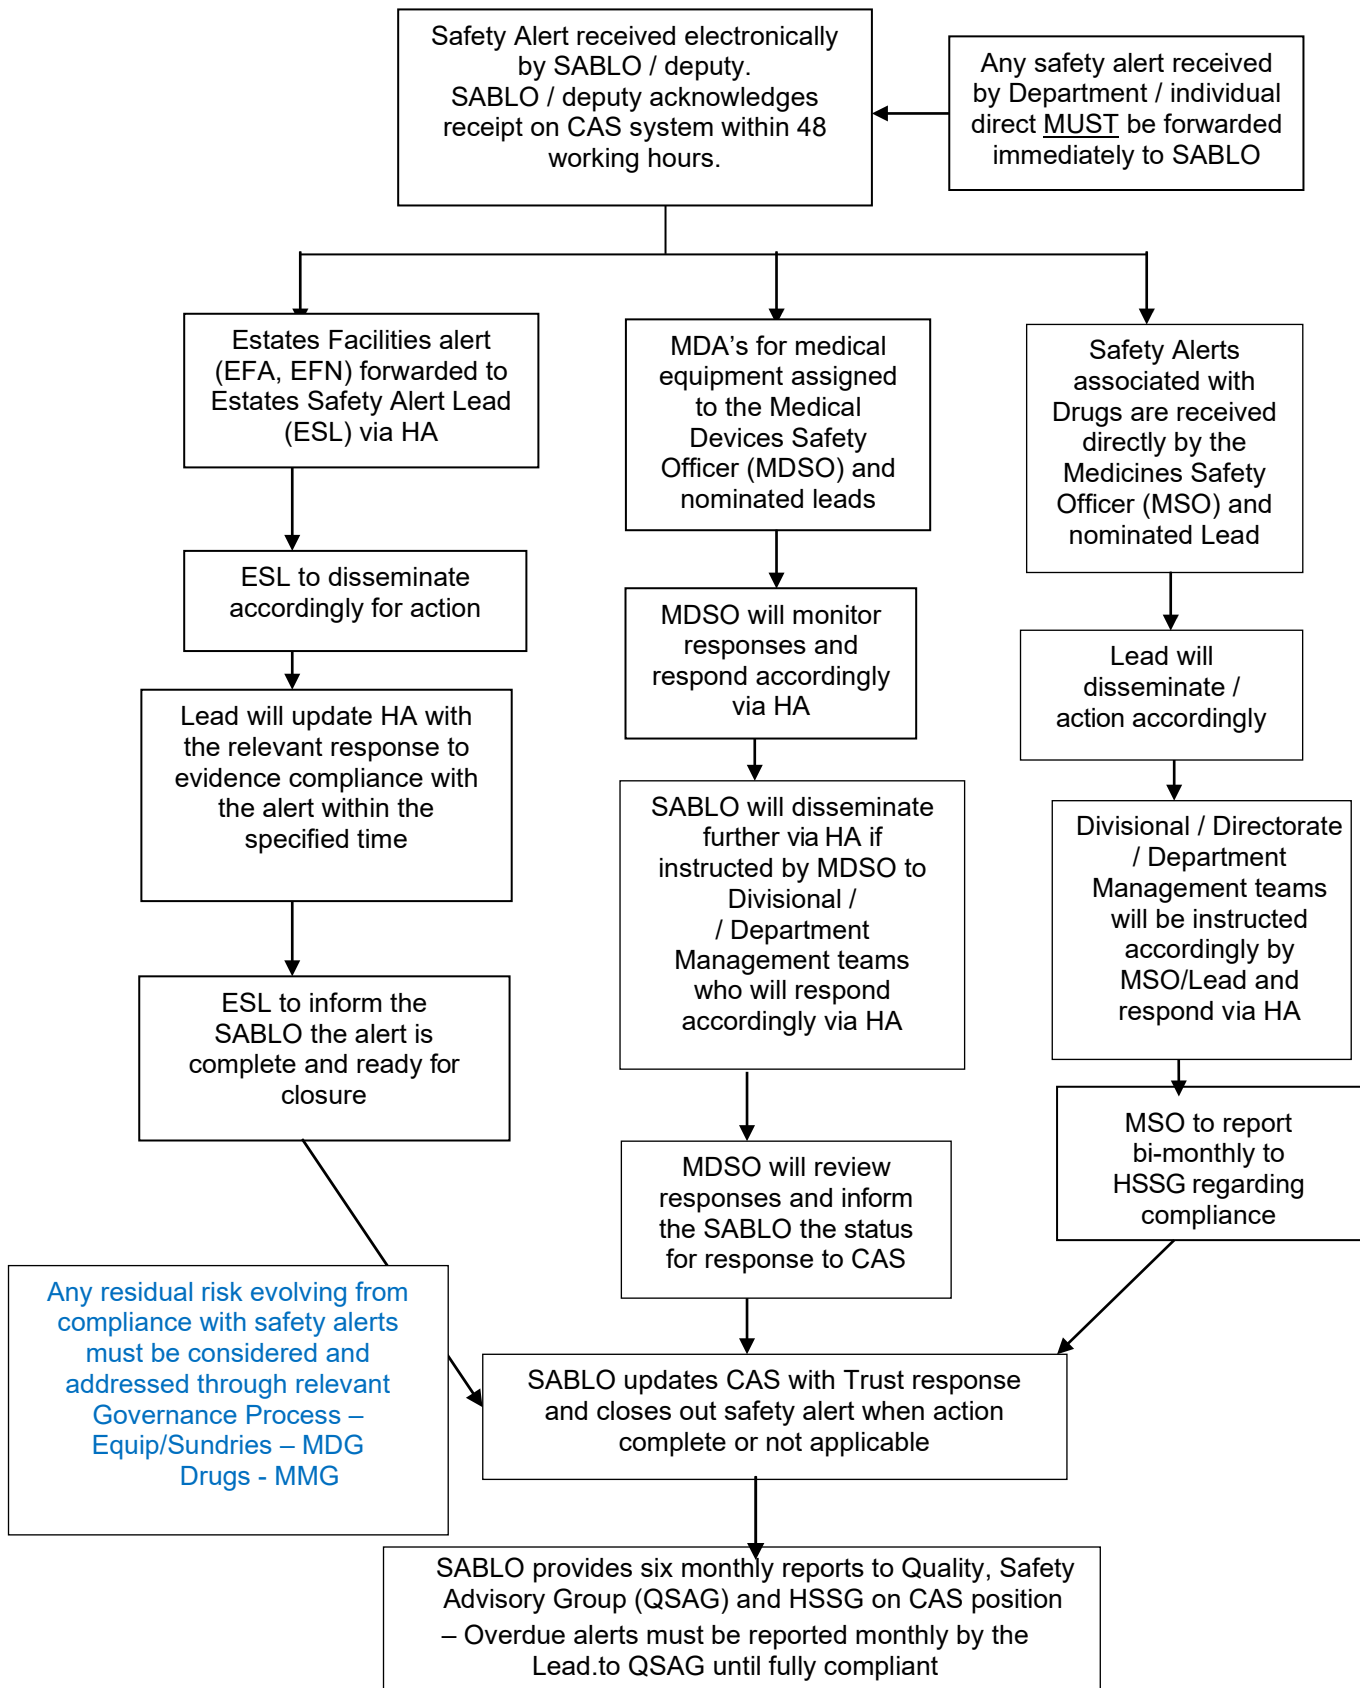 Safety Alert received electronically
by SABLO / deputy.
SABLO / deputy acknowledges
receipt on CAS system within 48
working hours.
Any safety alert received
by Department / individual
direct MUST be forwarded
immediately to SABLO
Estates Facilities alert
(EFA, EFN) forwarded to
Estates Safety Alert Lead
(ESL) via HA
ESL to disseminate
accordingly for action
Lead will update HA with
the relevant response to
evidence compliance with
the alert within the
specified time
ESL to inform the
SABLO the alert is
complete and ready for
closure
MDA's for medical
equipment assigned
to the Medical
Devices Safety
Officer (MDSO) and
nominated leads
MDSO will monitor
responses and
respond accordingly
via HA
SABLO will disseminate
further via HA if
instructed by MDSO to
Divisional /
/ Department
Management teams
who will respond
accordingly via HA
MDSO will review
responses and inform
the SABLO the status
for response to CAS
Safety Alerts
associated with
Drugs are received
directly by the
Medicines Safety
Officer (MSO) and
nominated Lead
Lead will
disseminate /
action accordingly
Divisional / Directorate
/ Department
Management teams
will be instructed
accordingly by
MSO/Lead and
respond via HA
MSO to report
bi-monthly to
HSSG regarding
compliance
Any residual risk evolving from
compliance with safety alerts
must be considered and
addressed through relevant
Governance Process –
Equip/Sundries – MDG
Drugs - MMG
SABLO updates CAS with Trust response
and closes out safety alert when action
complete or not applicable
SABLO provides six monthly reports to Quality, Safety
Advisory Group (QSAG) and HSSG on CAS position
– Overdue alerts must be reported monthly by the
Lead.to QSAG until fully compliant